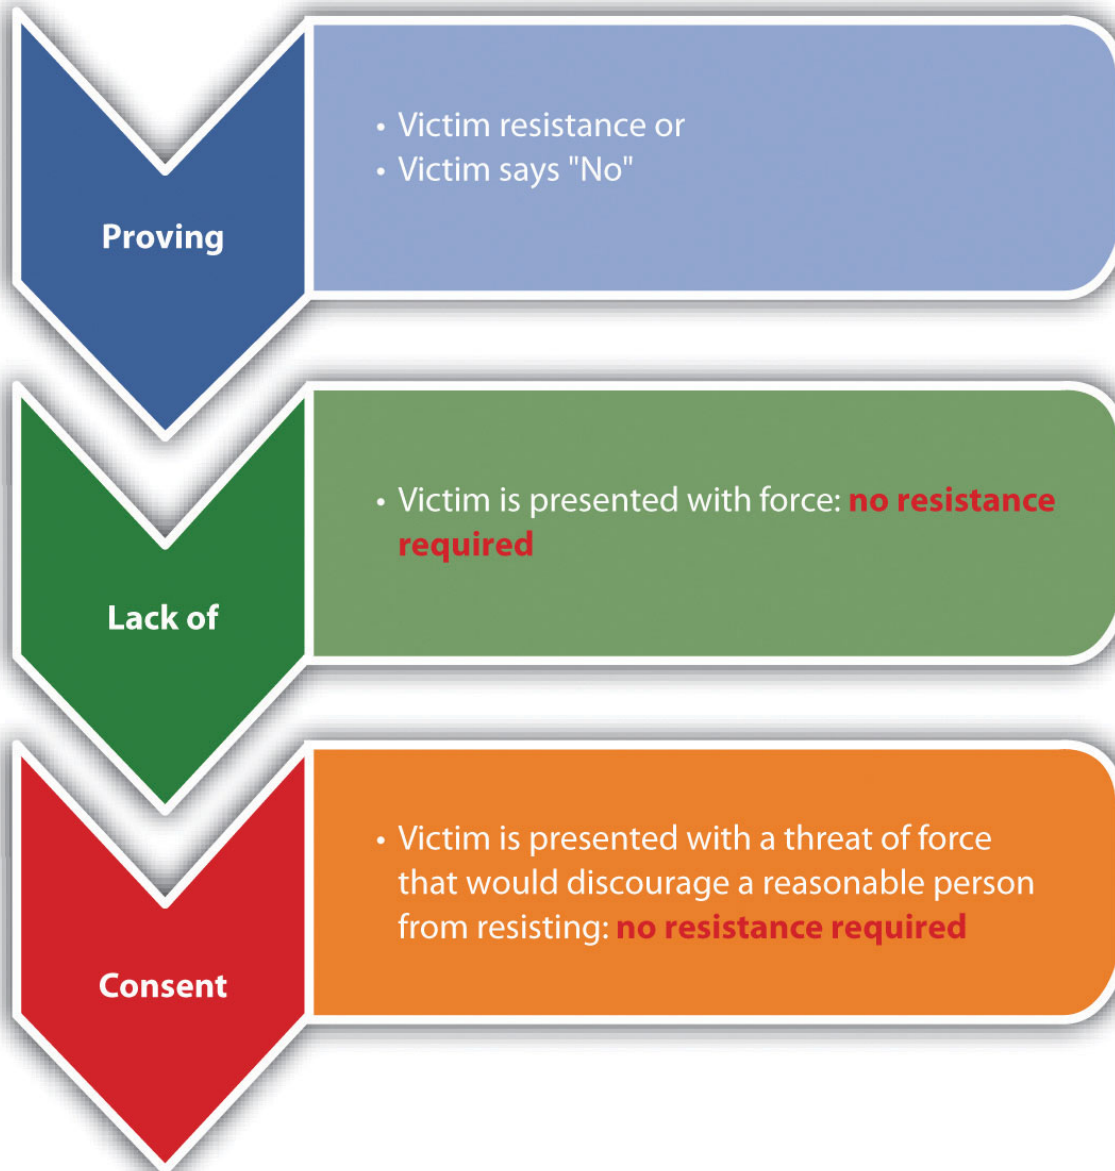 Proving
• Victim resistance or
• Victim says "No"
Lack of
• Victim is presented with force: no resistance
required
Consent
• Victim is presented with a threat of force
that would discourage a reasonable person
from resisting: no resistance required